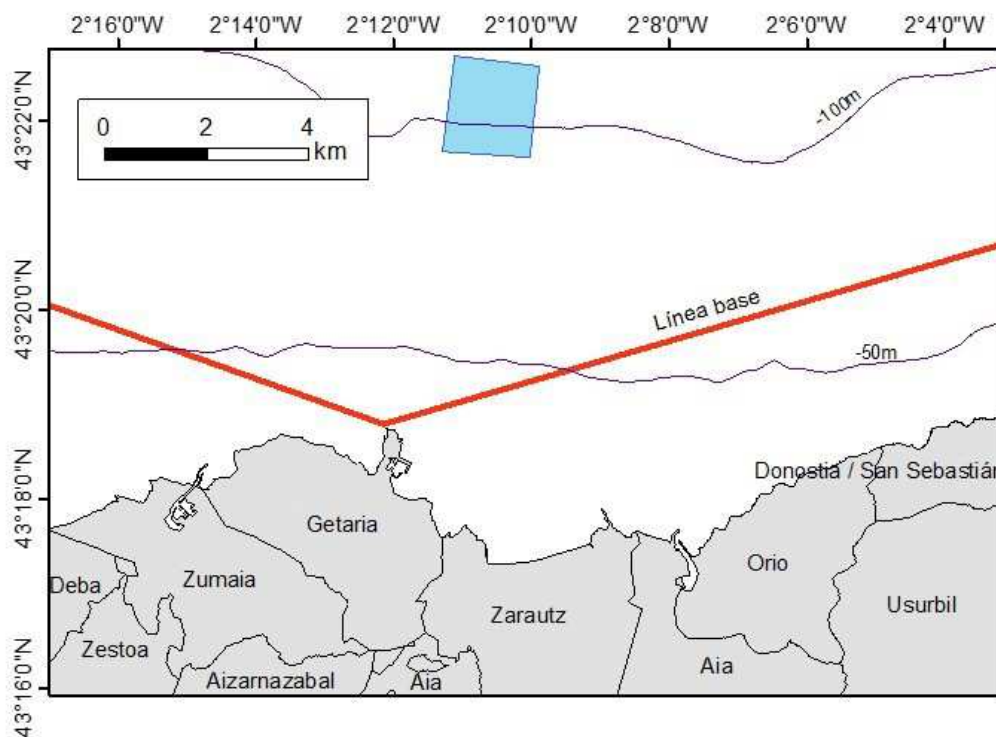 2°16'0"W 2°14'0"W 2°12'0"W 2°10'0"W 2°8'0"W 2°6'0"W 2°4'0"W
43°22'0"N
0 2 4
km
-100m
43°20'0"N
Línea base
-50m
43°18'0"N
Donostia / San Sebastián
Getaria
Deba
Zumaia
Orio
Zarautz
Usurbil
Zestoa
Aizarnazabal
Aia
Aia
43°16'0"N